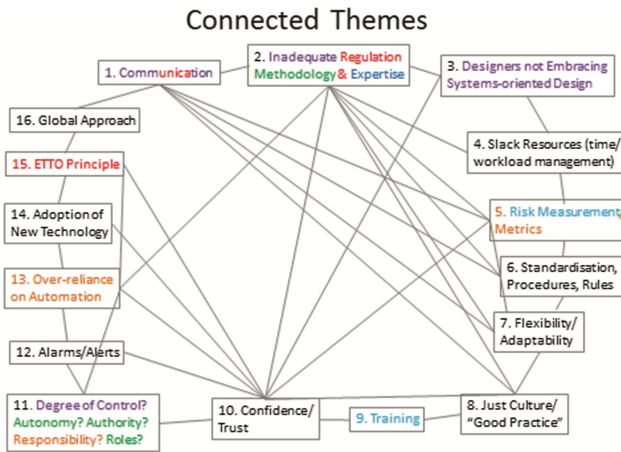 Connected Themes
1. Communication
2. Inadequate Regulation
Methodology & Expertise
3. Designers not Embracing
Systems-oriented Design
16. Global Approach
4. Slack Resources (time/
workload management)
15. ETTO Principle
14. Adoption of
New Technology
5. Risk Measurement/
Metrics
13. Over-reliance
on Automation
6. Standardisation,
Procedures, Rules
7. Flexibility/
Adaptability
12. Alarms/Alerts
11. Degree of Control?
Autonomy? Authority?
Responsibility? Roles?
10. Confidence/
Trust
9. Training
8. Just Culture/
“Good Practice”